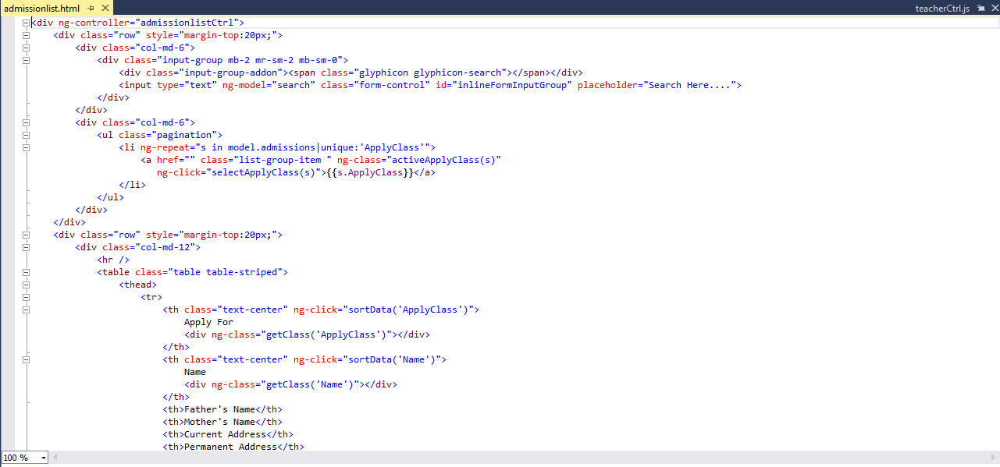 admissionlist.html
teacherCtrl.js
<div ng-controller="admissionlistCtrl">
<div class="row" style="margin-top:20px;">
<div class="col-md-6">
<div class="input-group mb-2 mr-sm-2 mb-sm-0">
<div class="input-group-addon"><span class="glyphicon glyphicon-search"></span></div>
<input type="text" ng-model="search" class="form-control" id="inlineFormInputGroup" placeholder="Search Here....">
</div>
</div>
<div class="col-md-6">
<ul class="pagination">
<li ng-repeat="s in model.admissions|unique:'ApplyClass'">
<a href="" class="list-group-item " ng-class="activeApplyClass(s)"
ng-click="selectApplyClass(s)">{{s.ApplyClass}}</a>
</li>
</ul>
</div>
</div>
<div class="row" style="margin-top:20px;">
<div class="col-md-12">
<hr />
<table class="table table-striped">
<thead>
<tr>
<th class="text-center" ng-click="sortData('ApplyClass')">
Apply For
<div ng-class="getClass('ApplyClass')"></div>
</th>
<th class="text-center" ng-click="sortData('Name')">
Name
<div ng-class="getClass('Name')"></div>
</th>
<th>Father's Name</th>
<th>Mother's Name</th>
<th>Current Address</th>
<th>Permanent Address</th>
100 %